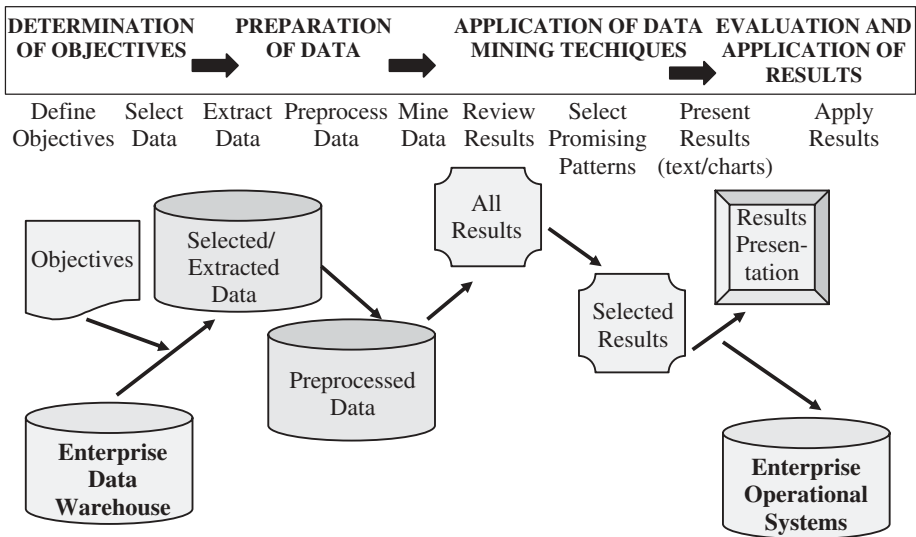 DETERMINATION
OF OBJECTIVES
PREPARATION
OF DATA
APPLICATION OF DATA
MINING TECHIQUES
EVALUATION AND
APPLICATION OF
RESULTS
Define
Objectives
Select
Data
Extract
Data
Preprocess
Data
Mine
Data
Review
Results
Select
Promising
Patterns
Present
Results
(text/charts)
Apply
Results
Objectives
Selected/
Extracted
Data
All
Results
Results
Presen-
tation
Selected
Results
Preprocessed
Data
Enterprise
Data
Warehouse
Enterprise
Operational
Systems